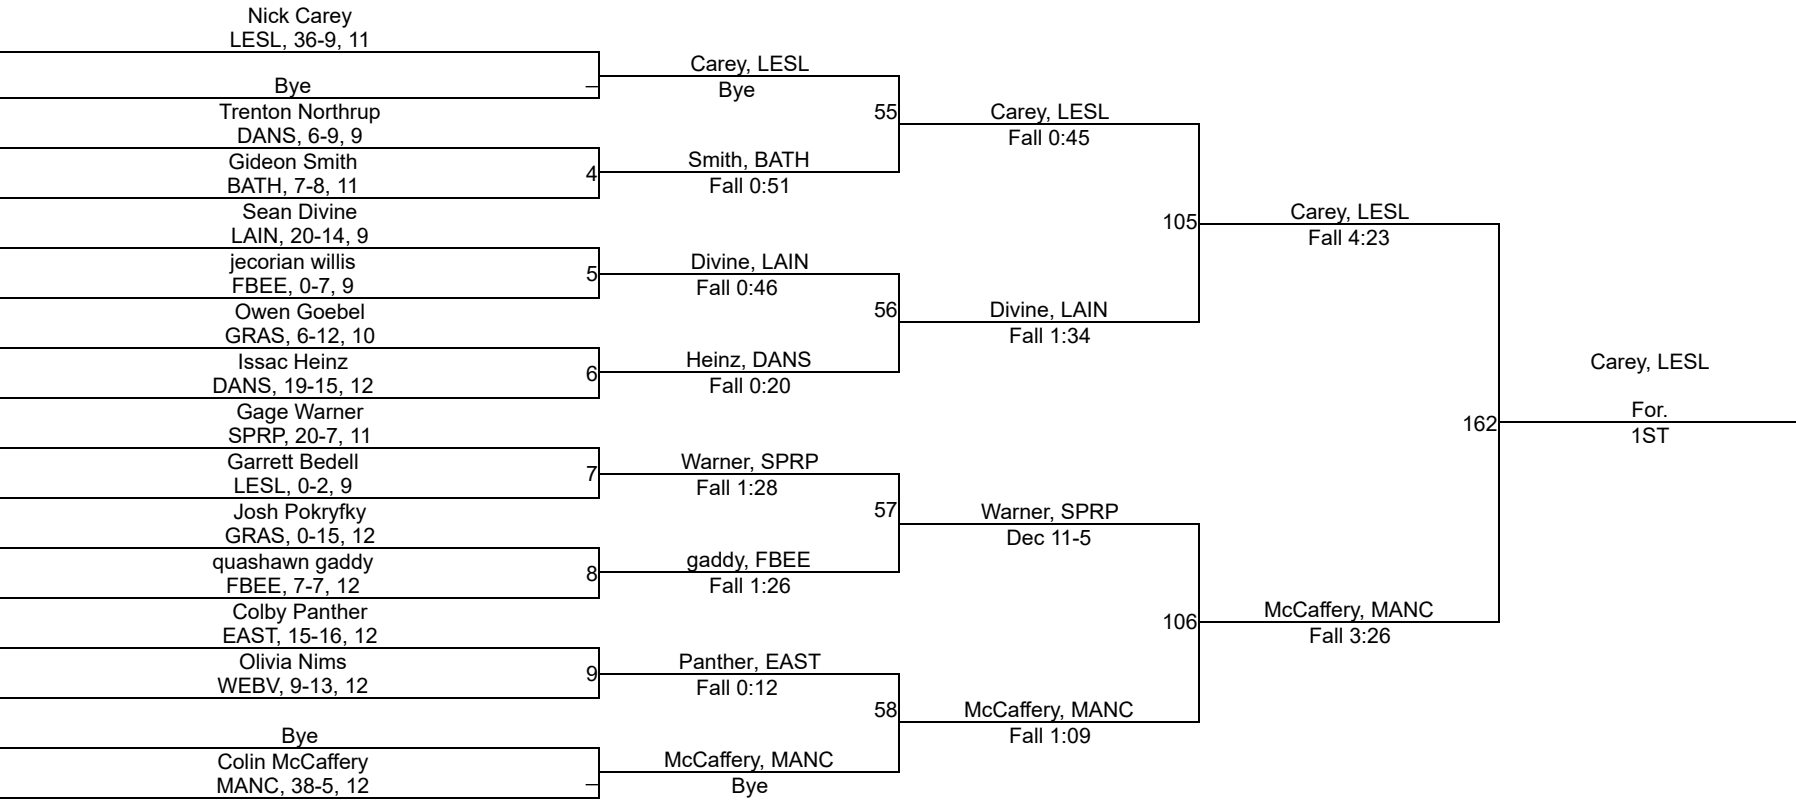 Nick Carey
LESL, 36-9, 11
Bye
–
Trenton Northrup
DANS, 6-9, 9
Gideon Smith
BATH, 7-8, 11
4
Sean Divine
LAIN, 20-14, 9
jecorian willis
FBEE, 0-7, 9
5
Owen Goebel
GRAS, 6-12, 10
Issac Heinz
DANS, 19-15, 12
6
Gage Warner
SPRP, 20-7, 11
Garrett Bedell
LESL, 0-2, 9
7
Josh Pokryfky
GRAS, 0-15, 12
quashawn gaddy
FBEE, 7-7, 12
8
Colby Panther
EAST, 15-16, 12
Olivia Nims
WEBV, 9-13, 12
9
Bye
Colin McCaffery
MANC, 38-5, 12
–
Carey, LESL
Bye
55
Smith, BATH
Fall 0:51
Divine, LAIN
Fall 0:46
56
Heinz, DANS
Fall 0:20
Warner, SPRP
Fall 1:28
57
gaddy, FBEE
Fall 1:26
Panther, EAST
Fall 0:12
58
McCaffery, MANC
Bye
Carey, LESL
Fall 0:45
105
Divine, LAIN
Fall 1:34
Warner, SPRP
Dec 11-5
106
McCaffery, MANC
Fall 1:09
Carey, LESL
Fall 4:23
162
McCaffery, MANC
Fall 3:26
Carey, LESL
For.
1ST